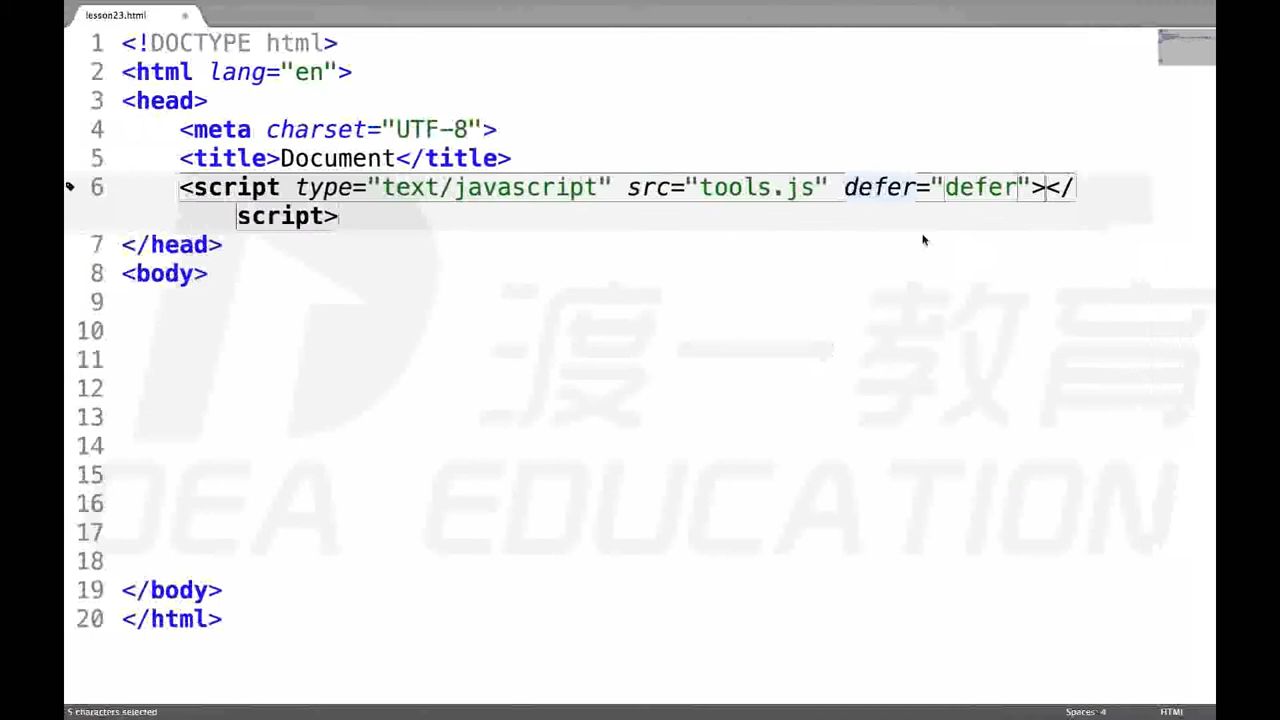 lesson23.html
1 <!DOCTYPE html>
2 <html lang="en">
3 <head>
4 <meta charset="UTF-8">
5 <title>Document</title>
6 <script type="text/javascript" src="tools.js" defer="defer"></
script>
7 </head>
8 <body>
9
10
11
12
13
14
15
16
17
18
19 </body>
20 </html>
渡一教育
IDEA EDUCATION
5 characters selected
Spaces: 4
HTML